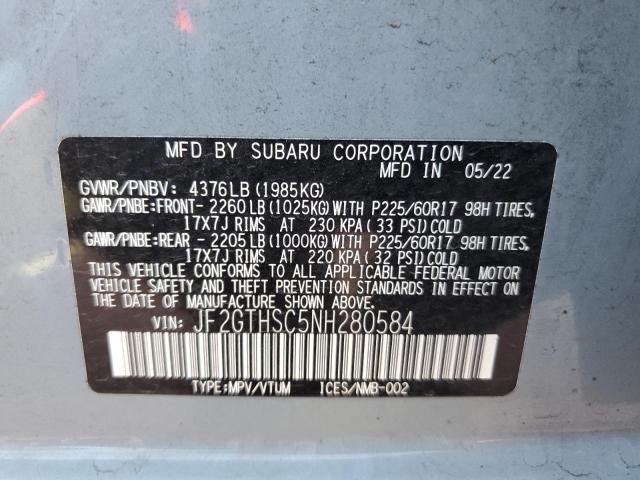 MFD BY SUBARU CORPORATION
MFD IN 05/22
GVWR/PNBV: 4376LB(1985KG)
GAWR/PNBE:FRONT- 2260LB(1025KG)WITH P225/60R17 98H TIRES,
17X7J RIMS AT 230 KPA(33 PSI)COLD
GAWR/PNBE:REAR - 2205LB(1000KG)WITH P225/60R17 98H TIRES,
17X7J RIMS AT 220 KPA(32 PSI)COLD
THIS VEHICLE CONFORMS TO ALL APPLICABLE FEDERAL MOTOR
VEHICLE SAFETY AND THEFT PREVENTION STANDARDS IN EFFECT ON
THE DATE OF MANUFACTURE SHOWN ABOVE.
VIN: JF2GTHSC5NH280584
TYPE:MPV/VTUM ICES/NMB-002